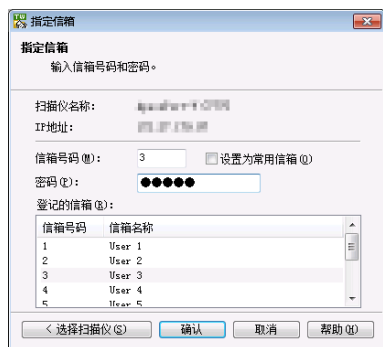 指定信箱
指定信箱
输入信箱号码和密码。
扫描仪名称:
IP地址:
信箱号码(M): 3 设置为常用信箱(O)
密码(P): ●●●●●
登记的信箱(R):
信箱号码 信箱名称
1 User 1
2 User 2
3 User 3
4 User 4
5 User 5
< 选择扫描仪(S) 确认 取消 帮助(H)